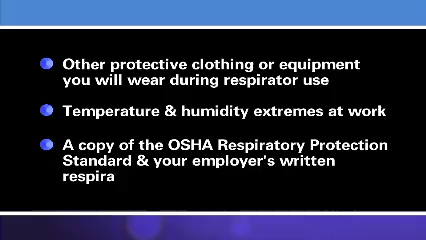 Other protective clothing or equipment
you will wear during respirator use
Temperature & humidity extremes at work
A copy of the OSHA Respiratory Protection
Standard & your employer's written
respira